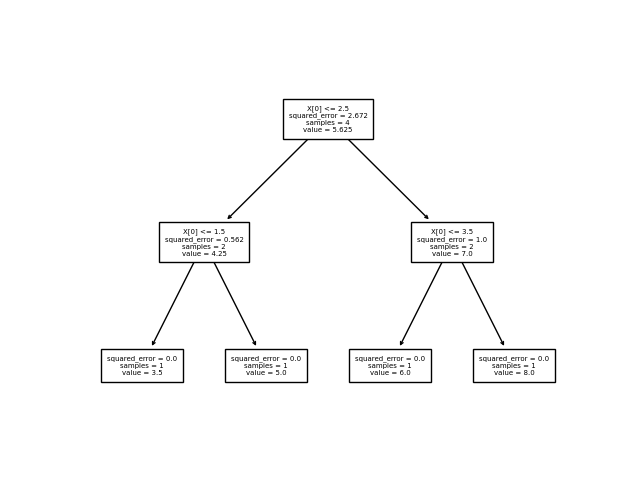 X[0] <= 2.5
squared_error = 2.672
samples = 4
value = 5.625
X[0] <= 1.5
squared_error = 0.562
samples = 2
value = 4.25
X[0] <= 3.5
squared_error = 1.0
samples = 2
value = 7.0
squared_error = 0.0
samples = 1
value = 3.5
squared_error = 0.0
samples = 1
value = 5.0
squared_error = 0.0
samples = 1
value = 6.0
squared_error = 0.0
samples = 1
value = 8.0